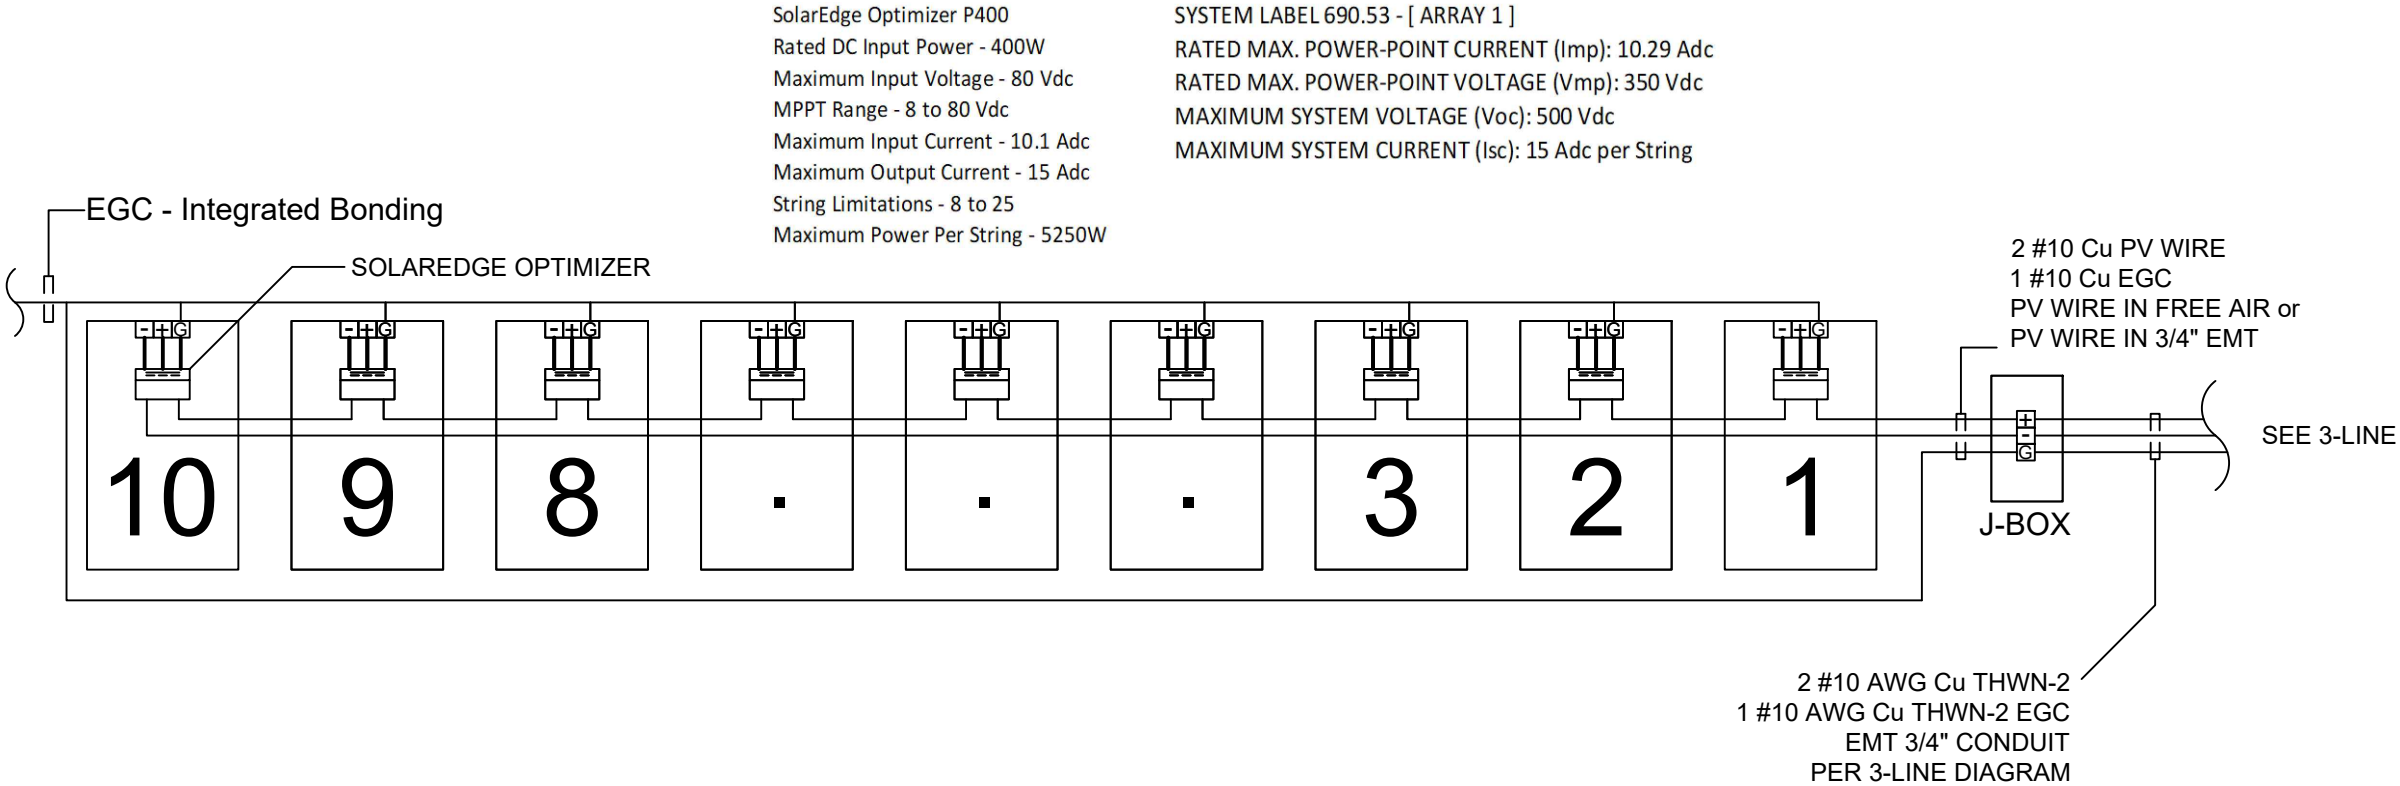 SolarEdge Optimizer P400
Rated DC Input Power - 400W
Maximum Input Voltage - 80 Vdc
MPPT Range - 8 to 80 Vdc
Maximum Input Current - 10.1 Adc
Maximum Output Current - 15 Adc
String Limitations - 8 to 25
Maximum Power Per String - 5250W
SYSTEM LABEL 690.53 - [ ARRAY 1 ]
RATED MAX. POWER-POINT CURRENT (Imp): 10.29 Adc
RATED MAX. POWER-POINT VOLTAGE (Vmp): 350 Vdc
MAXIMUM SYSTEM VOLTAGE (Voc): 500 Vdc
MAXIMUM SYSTEM CURRENT (Isc): 15 Adc per String
EGC - Integrated Bonding
SOLAREDGE OPTIMIZER
2 #10 Cu PV WIRE
1 #10 Cu EGC
PV WIRE IN FREE AIR or
PV WIRE IN 3/4" EMT
- + G
- + G
- + G
- + G
- + G
- + G
- + G
- + G
- + G
10
9
8
.
.
.
3
2
1
+
-
G
J-BOX
SEE 3-LINE
2 #10 AWG Cu THWN-2
1 #10 AWG Cu THWN-2 EGC
EMT 3/4" CONDUIT
PER 3-LINE DIAGRAM